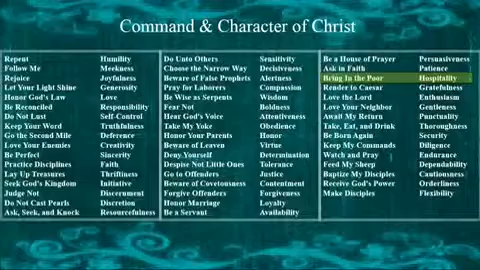 Command & Character of Christ
Repent Humility
Follow Me Meekness
Rejoice Joyfulness
Let Your Light Shine Generosity
Honor God's Law Love
Be Reconciled Responsibility
Do Not Lust Self-Control
Keep Your Word Truthfulness
Go the Second Mile Deference
Love Your Enemies Creativity
Be Perfect Sincerity
Practice Disciplines Faith
Lay Up Treasures Thriftiness
Seek God's Kingdom Initiative
Judge Not Discernment
Do Not Cast Pearls Discretion
Ask, Seek, and Knock Resourcefulness
Do Unto Others Sensitivity
Choose the Narrow Way Decisiveness
Beware of False Prophets Alertness
Pray for Laborers Compassion
Be Wise as Serpents Wisdom
Fear Not Boldness
Hear God's Voice Attentiveness
Take My Yoke Obedience
Honor Your Parents Honor
Beware of Leaven Virtue
Deny Yourself Determination
Despise Not Little Ones Tolerance
Go to Offenders Justice
Beware of Covetousness Contentment
Forgive Offenders Forgiveness
Honor Marriage Loyalty
Be a Servant Availability
Be a House of Prayer Persuasiveness
Ask in Faith Patience
Bring In the Poor Hospitality
Render to Caesar Gratefulness
Love the Lord Enthusiasm
Love Your Neighbor Gentleness
Await My Return Punctuality
Take, Eat, and Drink Thoroughness
Be Born Again Security
Keep My Commands Diligence
Watch and Pray Endurance
Feed My Sheep Dependability
Baptize My Disciples Cautiousness
Receive God's Power Orderliness
Make Disciples Flexibility